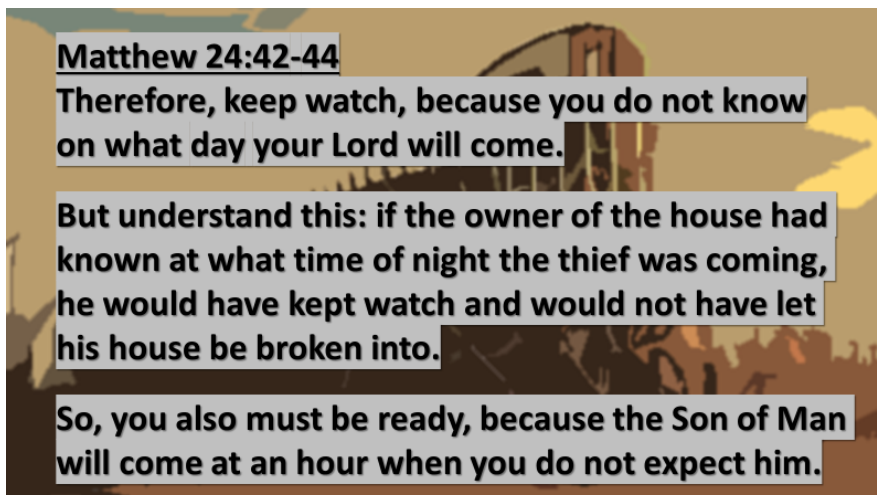 Matthew 24:42-44
Therefore, keep watch, because you do not know
on what day your Lord will come.
But understand this: if the owner of the house had
known at what time of night the thief was coming,
he would have kept watch and would not have let
his house be broken into.
So, you also must be ready, because the Son of Man
will come at an hour when you do not expect him.